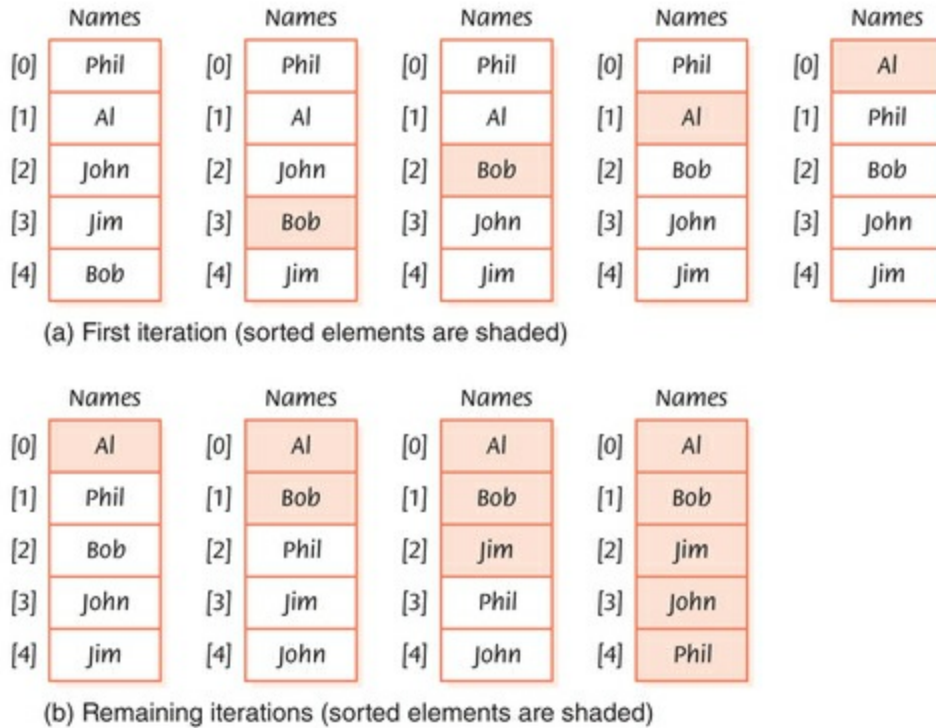 Names Names Names Names Names
[0] Phil [0] Phil [0] Phil [0] Phil [0] Al
[1] Al [1] Al [1] Al [1] Al [1] Phil
[2] John [2] John [2] Bob [2] Bob [2] Bob
[3] Jim [3] Bob [3] John [3] John [3] John
[4] Bob [4] Jim [4] Jim [4] Jim [4] Jim
(a) First iteration (sorted elements are shaded)
Names Names Names Names
[0] Al [0] Al [0] Al [0] Al
[1] Phil [1] Bob [1] Bob [1] Bob
[2] Bob [2] Phil [2] Jim [2] Jim
[3] John [3] Jim [3] Phil [3] John
[4] Jim [4] John [4] John [4] Phil
(b) Remaining iterations (sorted elements are shaded)